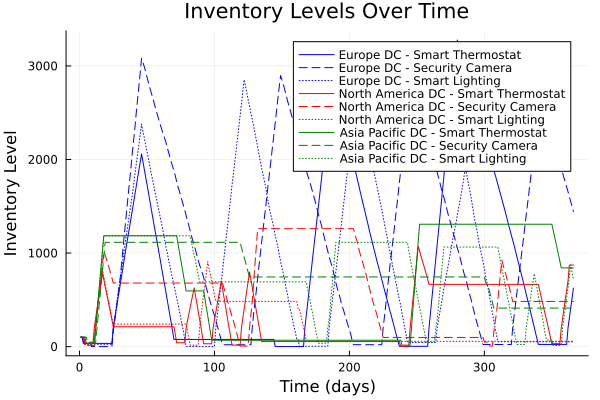 Inventory Levels Over Time
Inventory Level
3000
2000
1000
0
Europe DC - Smart Thermostat
Europe DC - Security Camera
Europe DC - Smart Lighting
North America DC - Smart Thermostat
North America DC - Security Camera
North America DC - Smart Lighting
Asia Pacific DC - Smart Thermostat
Asia Pacific DC - Security Camera
Asia Pacific DC - Smart Lighting
0 100 200 300
Time (days)